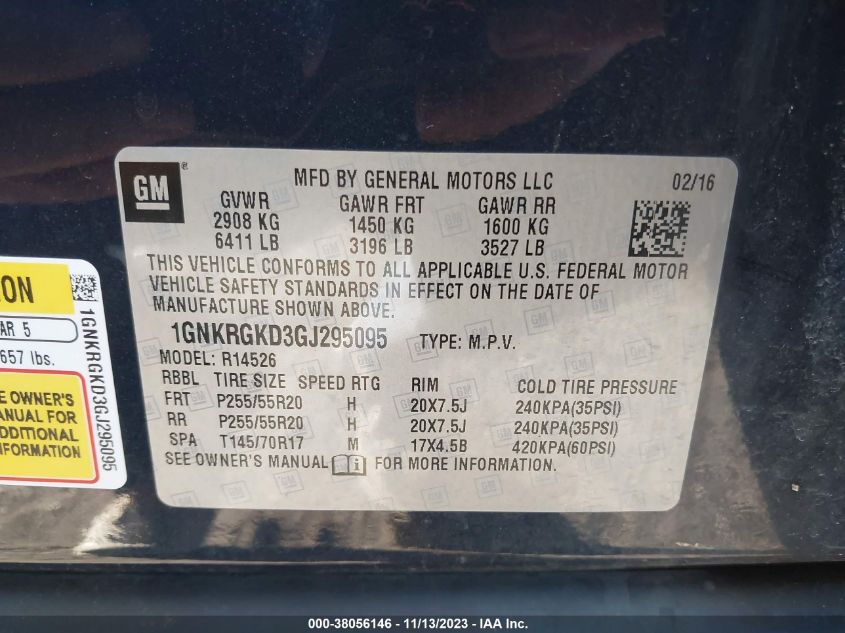 GM ®
MFD BY GENERAL MOTORS LLC 02/16
GVWR GAWR FRT GAWR RR
2908 KG 1450 KG 1600 KG
6411 LB 3196 LB 3527 LB
THIS VEHICLE CONFORMS TO ALL APPLICABLE U.S. FEDERAL MOTOR
VEHICLE SAFETY STANDARDS IN EFFECT ON THE DATE OF
MANUFACTURE SHOWN ABOVE.
1GNKRGKD3GJ295095 TYPE: M.P.V.
MODEL: R14526
RBBL TIRE SIZE SPEED RTG RIM COLD TIRE PRESSURE
FRT P255/55R20 H 20X7.5J 240KPA(35PSI)
RR P255/55R20 H 20X7.5J 240KPA(35PSI)
SPA T145/70R17 M 17X4.5B 420KPA(60PSI)
SEE OWNER'S MANUAL i FOR MORE INFORMATION.
ION
AR 5
657 lbs.
E OWNER'S
ANUAL FOR
DDITIONAL
FORMATION
1GNKRGKD3GJ295095
000-38056146 - 11/13/2023 - IAA Inc.